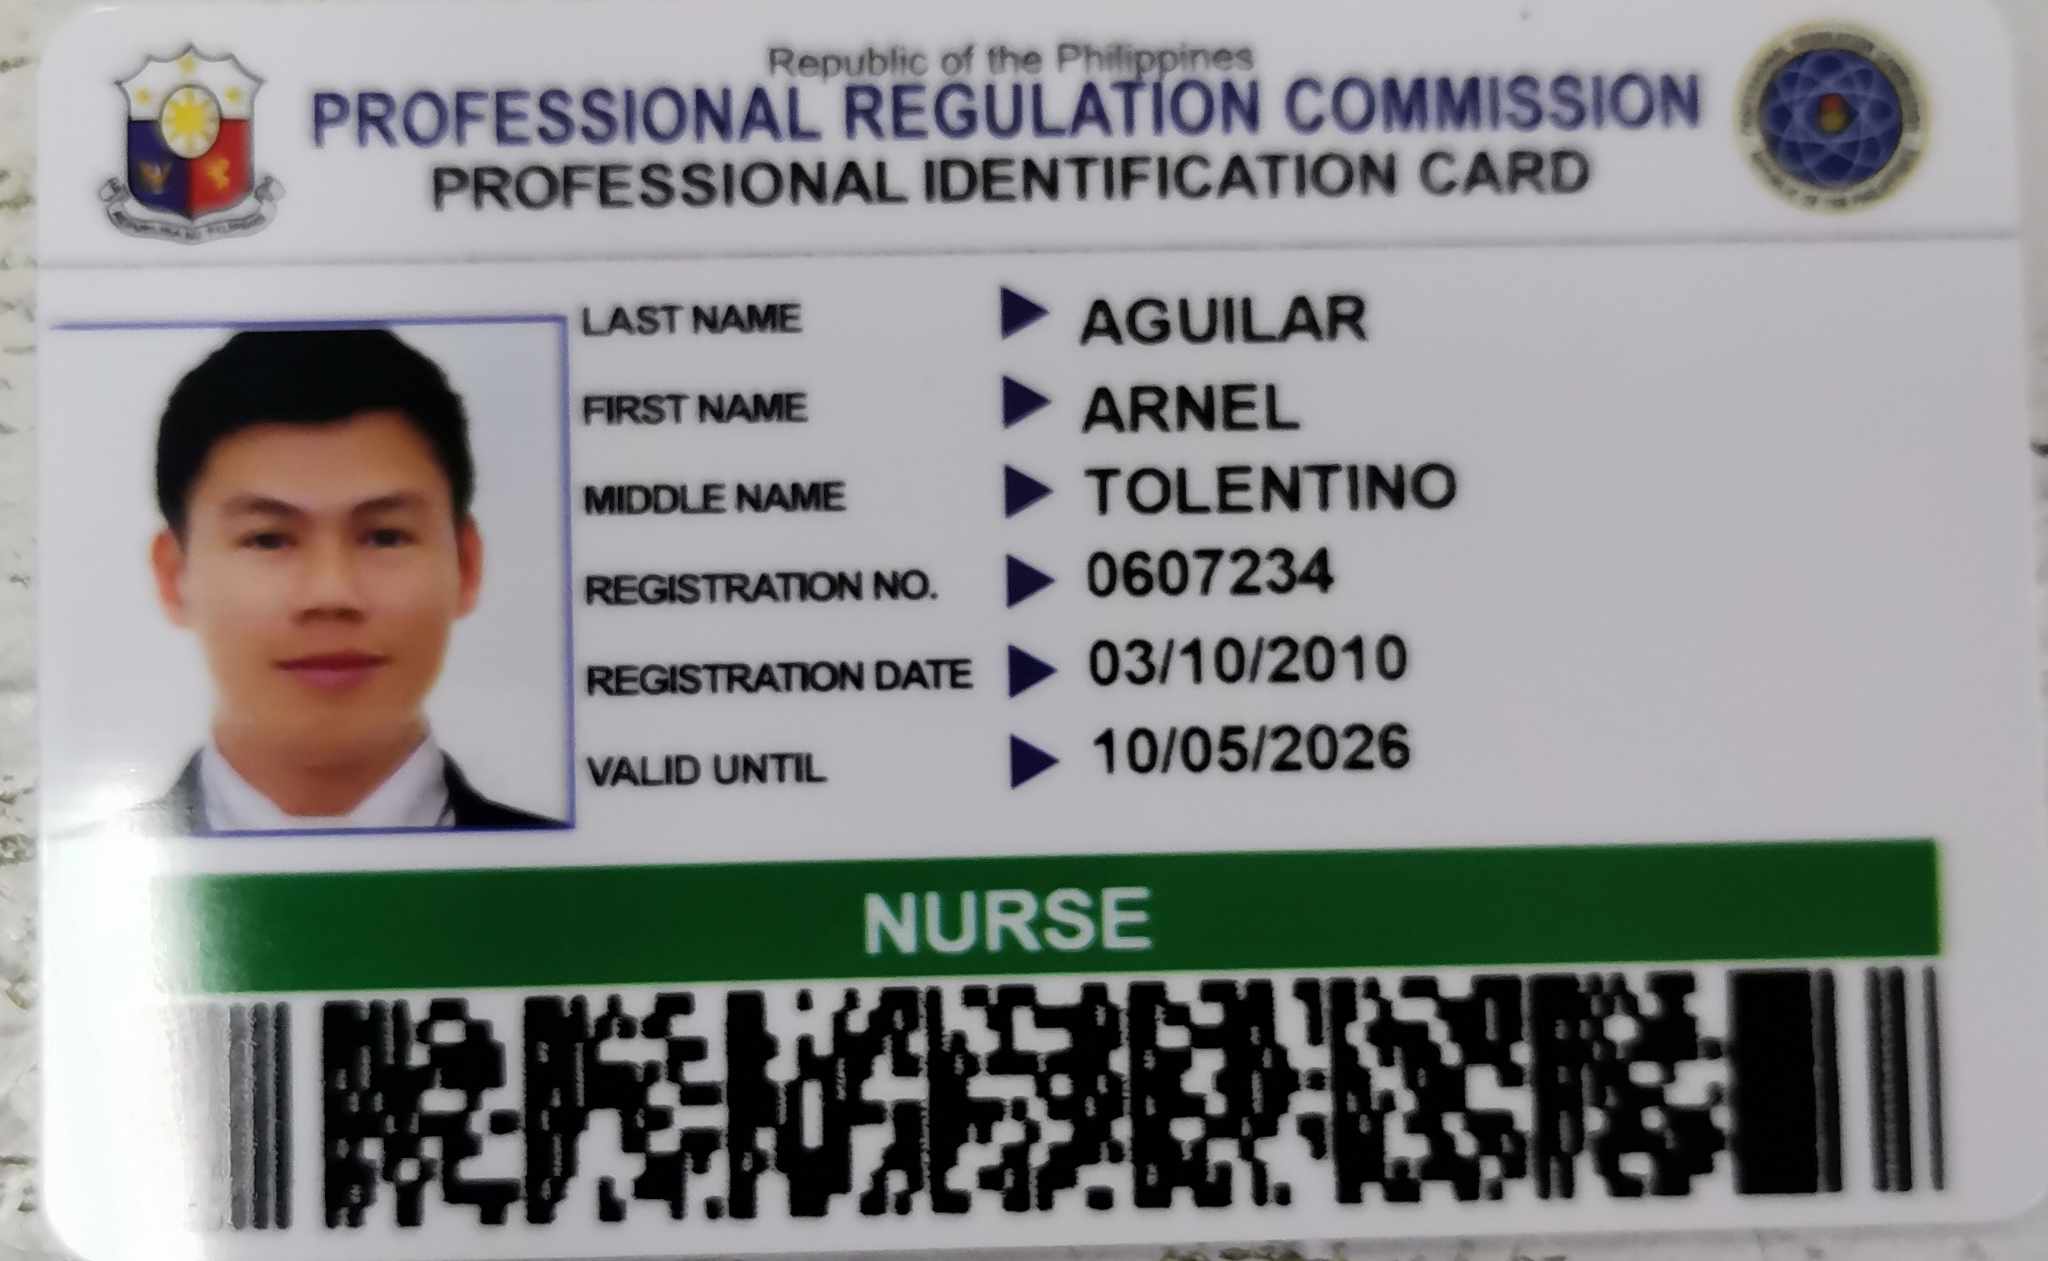 Republic of the Philippines
PROFESSIONAL REGULATION COMMISSION
PROFESSIONAL IDENTIFICATION CARD
LAST NAME AGUILAR
FIRST NAME ARNEL
MIDDLE NAME TOLENTINO
REGISTRATION NO. 0607234
REGISTRATION DATE 03/10/2010
VALID UNTIL 10/05/2026
NURSE